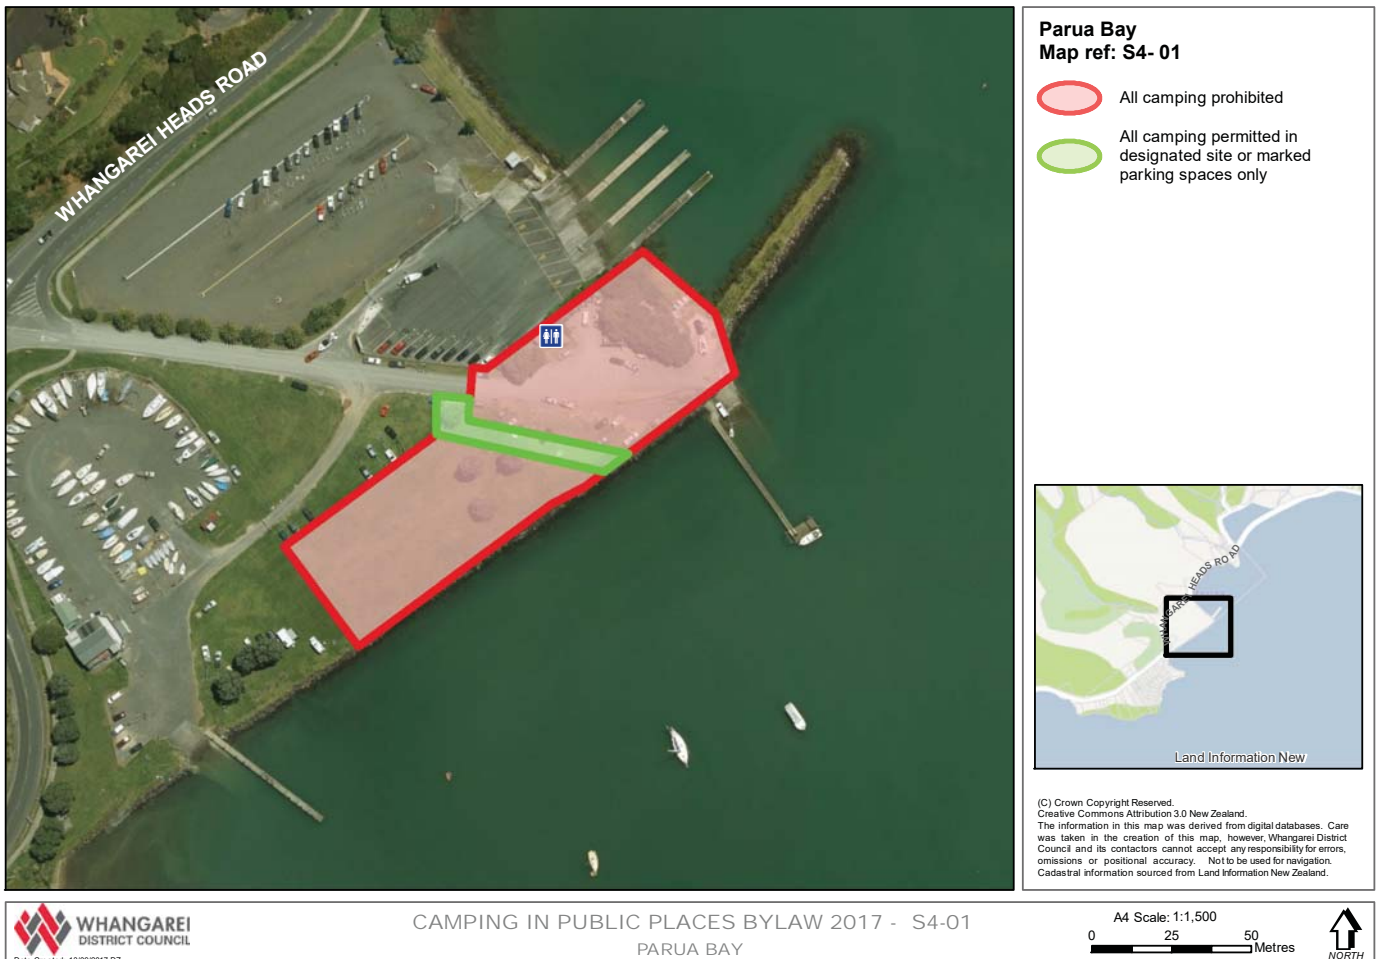 WHANGAREI HEADS ROAD
Parua Bay
Map ref: S4- 01
All camping prohibited
All camping permitted in
designated site or marked
parking spaces only
WHANGAREI HEADS ROAD
Land Information New
(C) Crown Copyright Reserved.
Creative Commons Attribution 3.0 New Zealand.
The information in this map was derived from digital databases. Care
was taken in the creation of this map, however, Whangarei District
Council and its contactors cannot accept any responsibility for errors,
omissions or positional accuracy. Not to be used for navigation.
Cadastral information sourced from Land Information New Zealand.
WHANGAREI
DISTRICT COUNCIL
CAMPING IN PUBLIC PLACES BYLAW 2017 - S4-01
PARUA BAY
A4 Scale: 1:1,500
0 25 50
Metres
NORTH